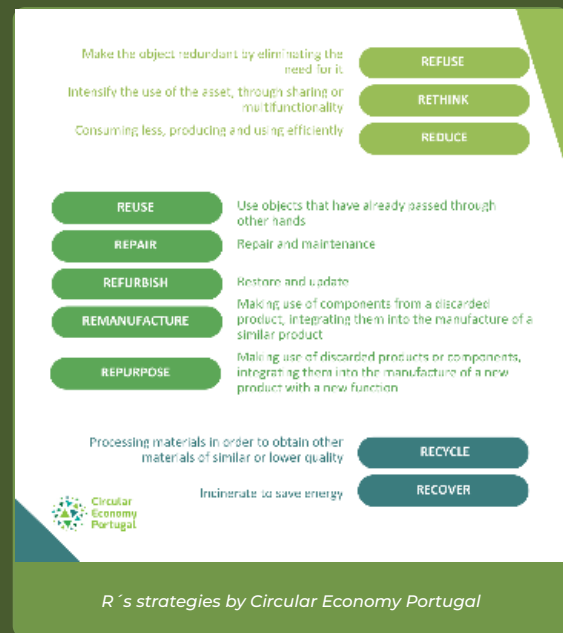 Make the object redundant by eliminating the
need for it
REFUSE
Intensify the use of the asset, through sharing or
multifunctionality
RETHINK
Consuming less, producing and using efficiently
REDUCE
REUSE
Use objects that have already passed through
other hands
REPAIR
Repair and maintenance
REFURBISH
Restore and update
REMANUFACTURE
Making use of components from a discarded
product, integrating them into the manufacture of a
similar product
REPURPOSE
Making use of discarded products or components,
integrating them into the manufacture of a new
product with a new function
Processing materials in order to obtain other
materials of similar or lower quality
RECYCLE
Incinerate to save energy
RECOVER
Circular
Economy
Portugal
R´s strategies by Circular Economy Portugal